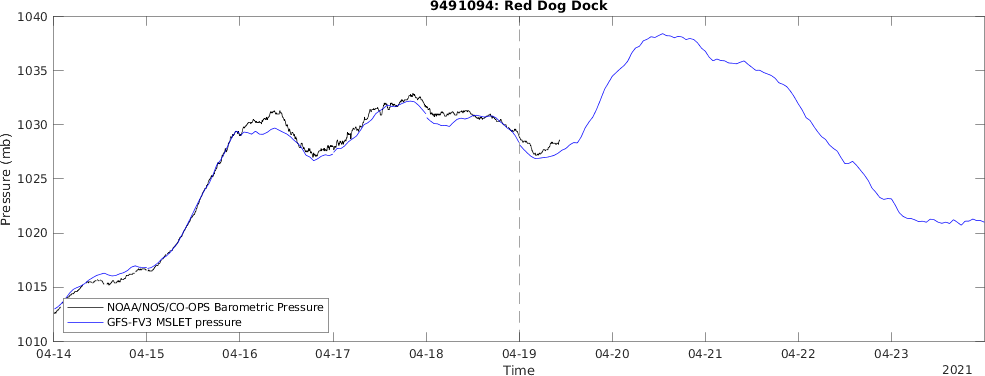 9491094: Red Dog Dock
1040
1035
1030
1025
1020
1015
1010
Pressure (mb)
NOAA/NOS/CO-OPS Barometric Pressure
GFS-FV3 MSLET pressure
04-14 04-15 04-16 04-17 04-18 04-19 04-20 04-21 04-22 04-23
Time
2021